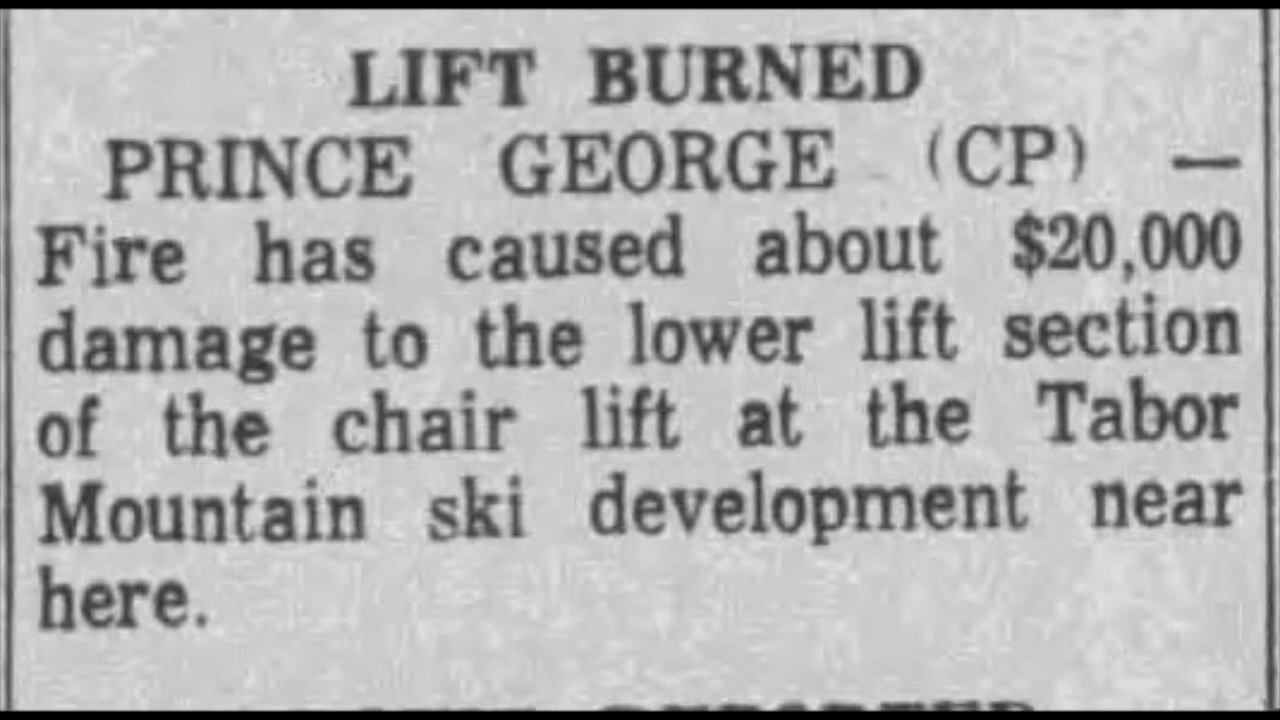 LIFT BURNED
PRINCE GEORGE (CP) —
Fire has caused about $20,000
damage to the lower lift section
of the chair lift at the Tabor
Mountain ski development near
here.